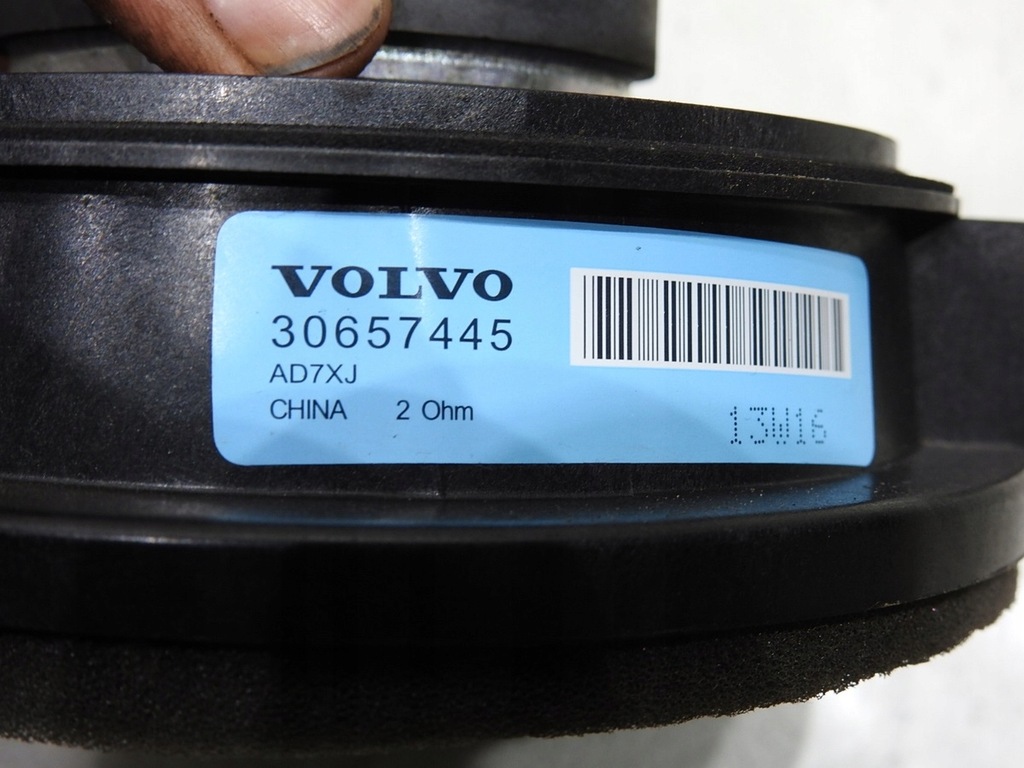 VOLVO
30657445
AD7XJ
CHINA 2 Ohm
13W16